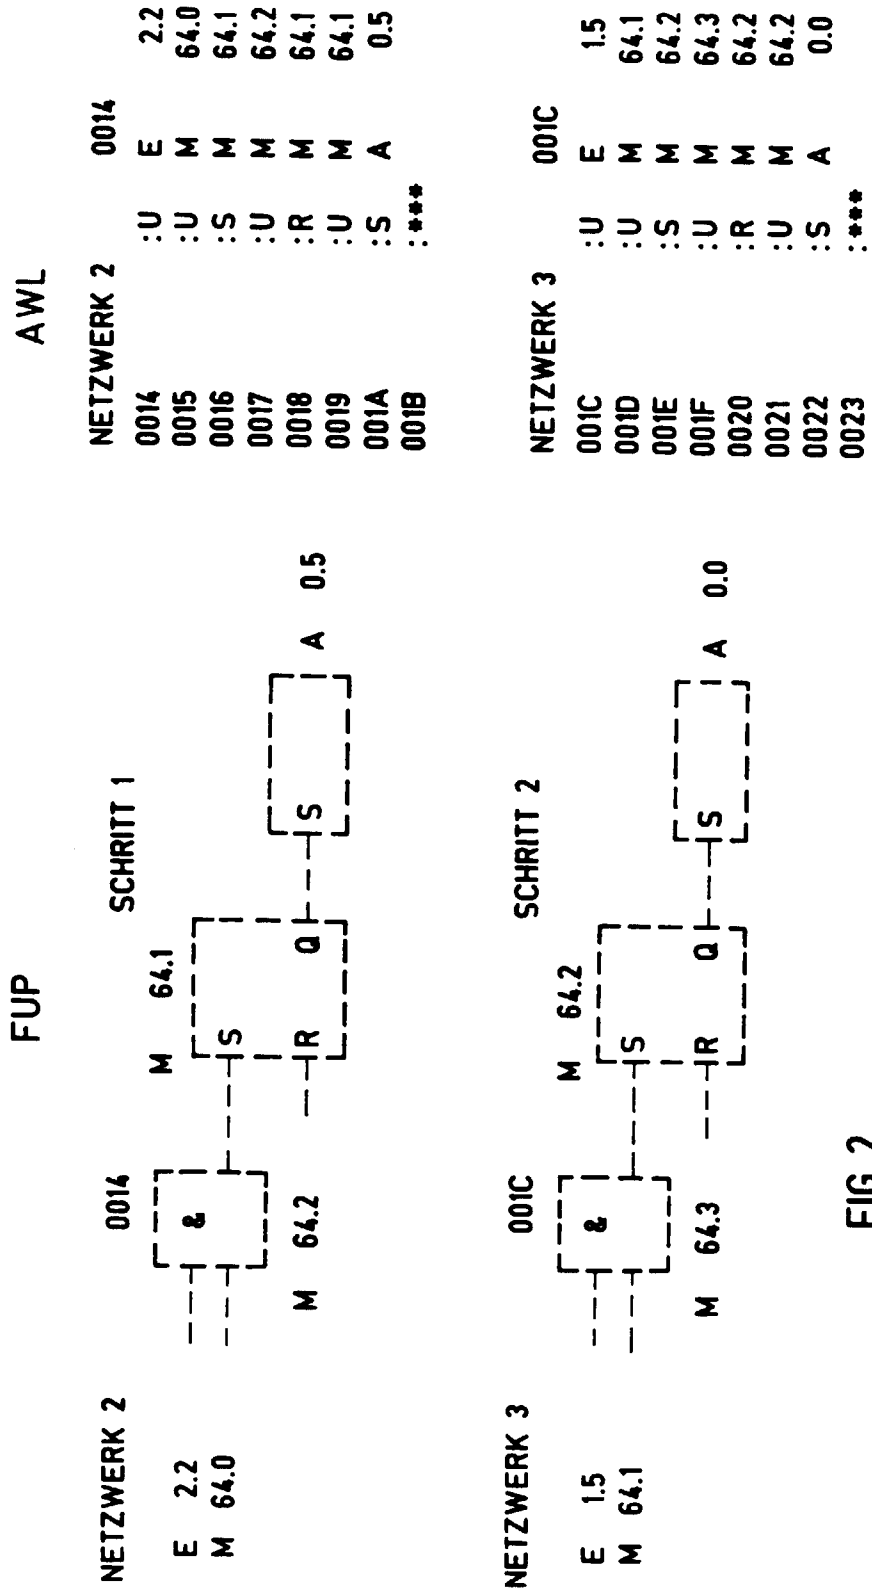 FUP
NETZWERK 2
0014
M 64.1
SCHRITT 1
E 2.2
M 64.0
&
S
M 64.2
R
Q
S
A 0.5
NETZWERK 3
001C
M 64.2
SCHRITT 2
E 1.5
M 64.1
&
S
M 64.3
R
Q
S
A 0.0
AWL
NETZWERK 2 0014
0014 :U E 2.2
0015 :U M 64.0
0016 :S M 64.1
0017 :U M 64.2
0018 :R M 64.1
0019 :U M 64.1
001A :S A 0.5
001B :***
NETZWERK 3 001C
001C :U E 1.5
001D :U M 64.1
001E :S M 64.2
001F :U M 64.3
0020 :R M 64.2
0021 :U M 64.2
0022 :S A 0.0
0023 :***
FIG 2